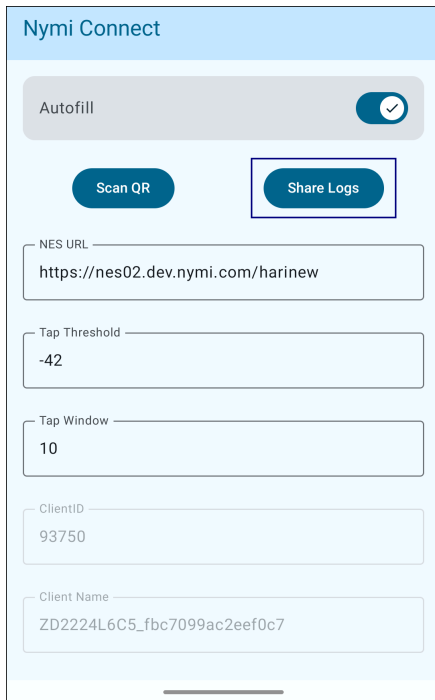 Nymi Connect
Autofill
Scan QR
Share Logs
NES URL
https://nes02.dev.nymi.com/harinew
Tap Threshold
-42
Tap Window
10
ClientID
93750
Client Name
ZD2224L6C5_fbc7099ac2eef0c7